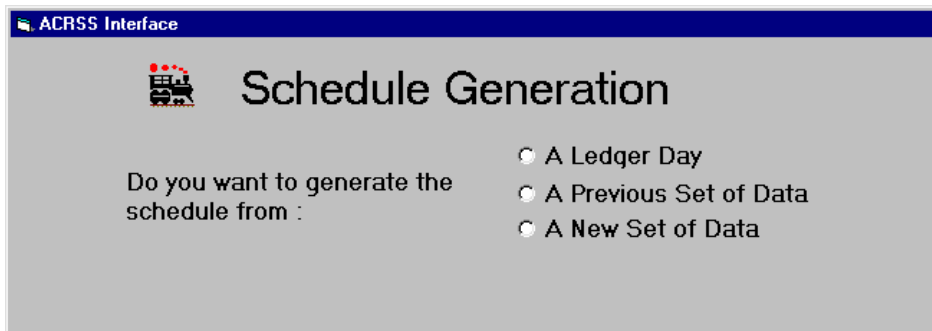 ACRSS Interface
Schedule Generation
Do you want to generate the
schedule from :
A Ledger Day
A Previous Set of Data
A New Set of Data